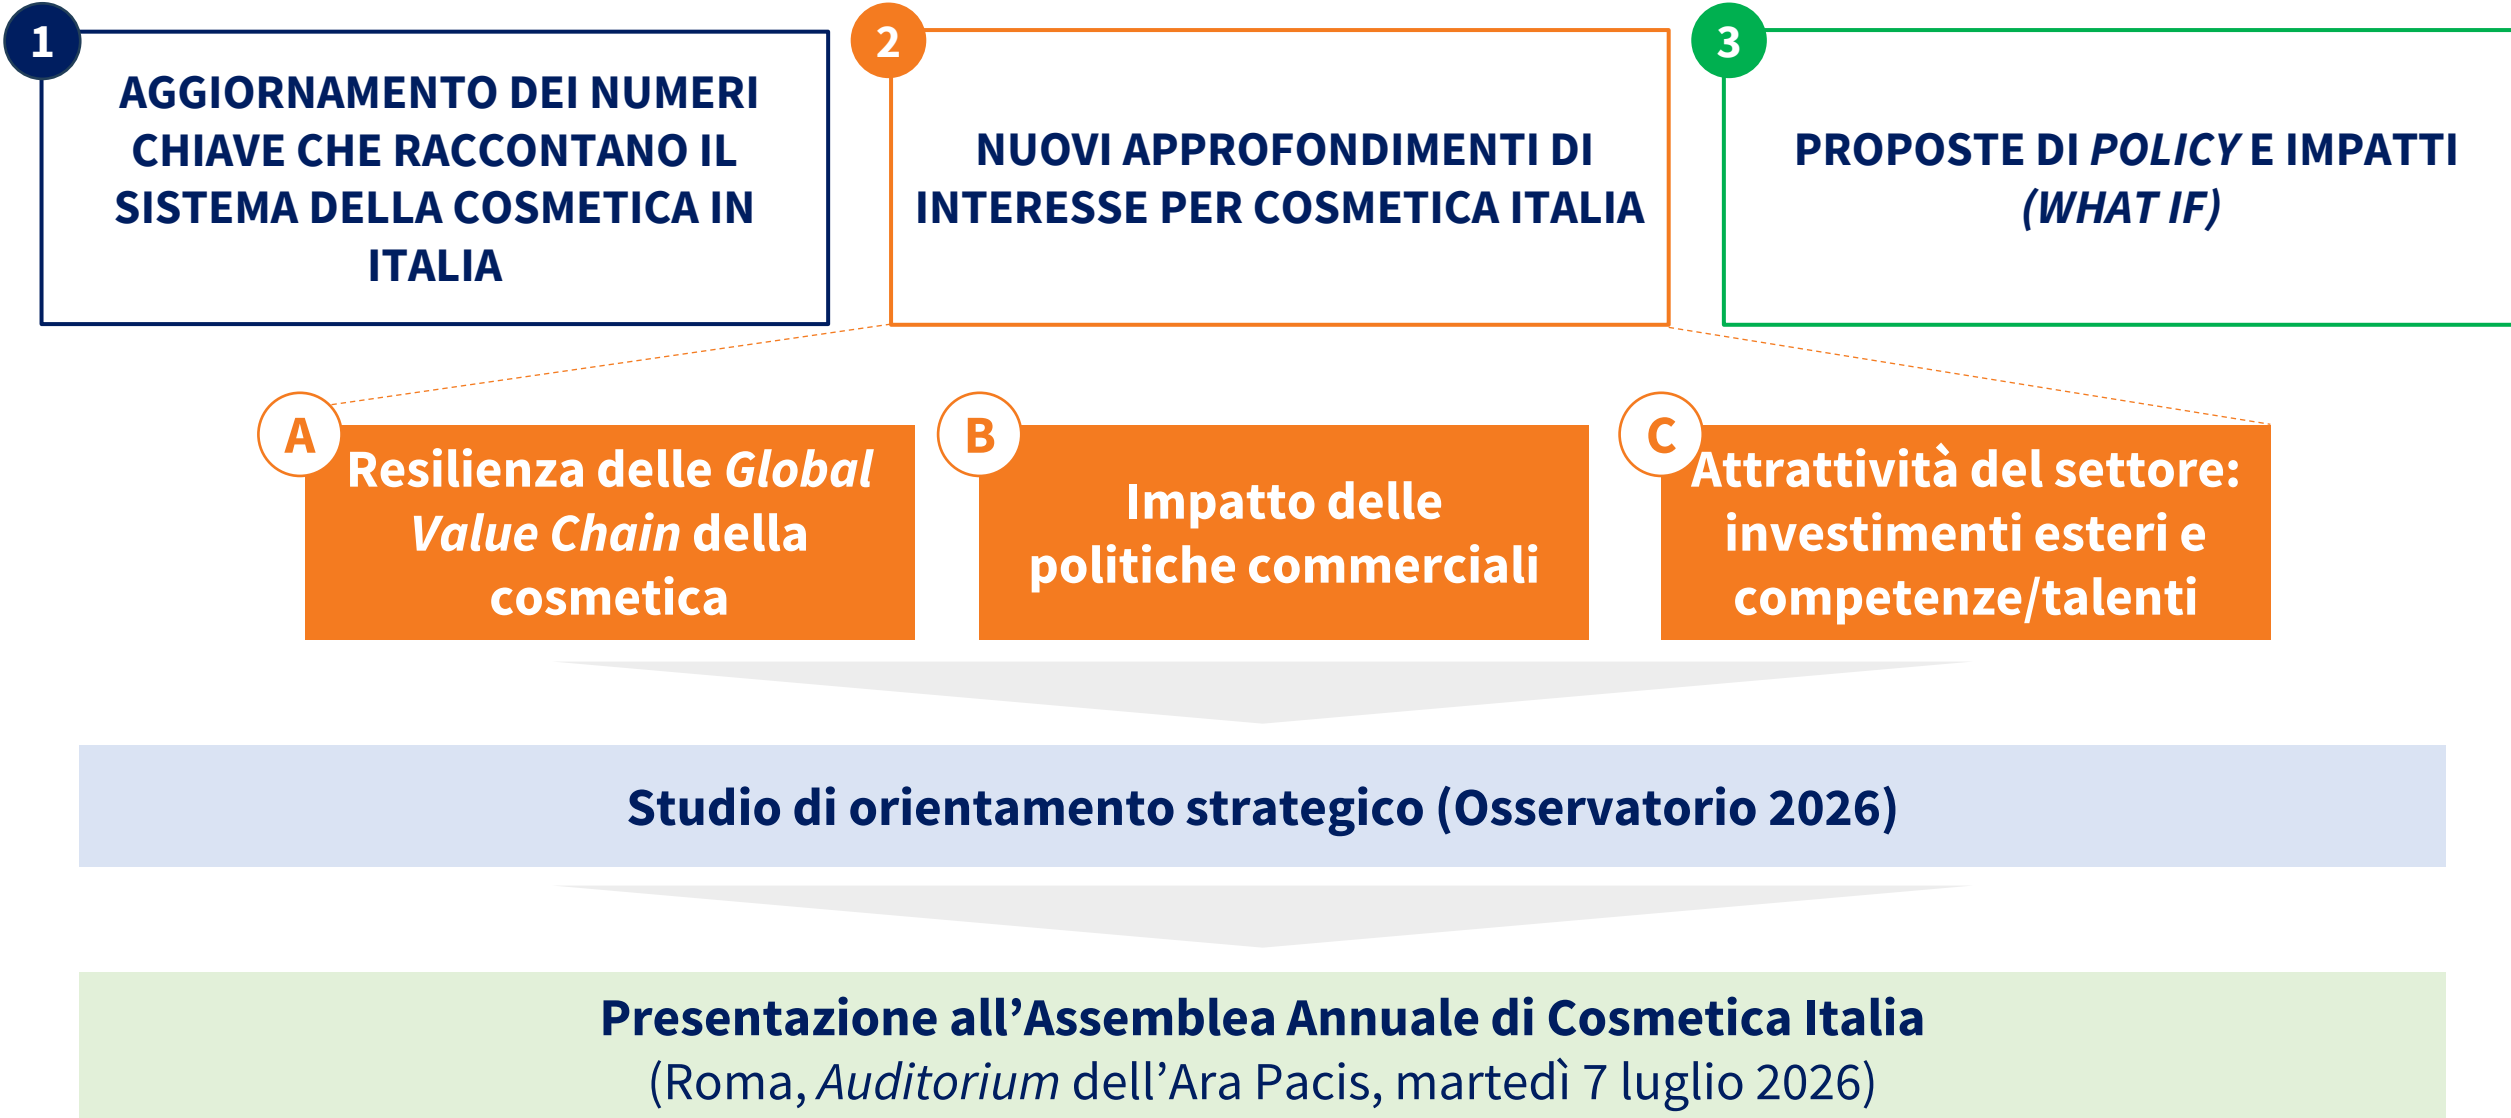 1
AGGIORNAMENTO DEI NUMERI
CHIAVE CHE RACCONTANO IL
SISTEMA DELLA COSMETICA IN
ITALIA
2
NUOVI APPROFONDIMENTI DI
INTERESSE PER COSMETICA ITALIA
3
PROPOSTE DI POLICY E IMPATTI
(WHAT IF)
A
Resilienza delle Global
Value Chain della
cosmetica
B
Impatto delle
politiche commerciali
C
Attrattività del settore:
investimenti esteri e
competenze/talenti
Studio di orientamento strategico (Osservatorio 2026)
Presentazione all’Assemblea Annuale di Cosmetica Italia
(Roma, Auditorium dell’Ara Pacis, martedì 7 luglio 2026)